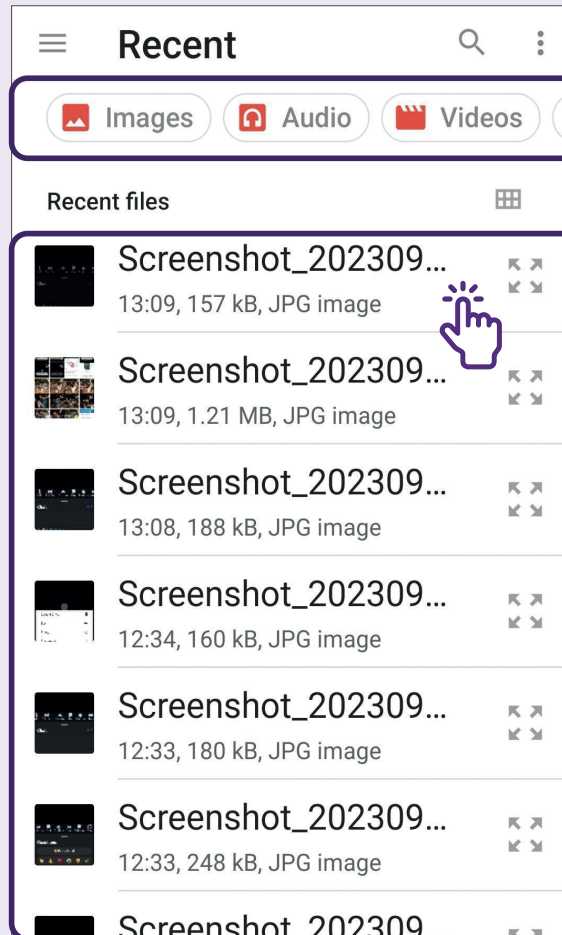 Recent
Images Audio Videos
Recent files
Screenshot_202309...
13:09, 157 kB, JPG image
Screenshot_202309...
13:09, 1.21 MB, JPG image
Screenshot_202309...
13:08, 188 kB, JPG image
Screenshot_202309...
12:34, 160 kB, JPG image
Screenshot_202309...
12:33, 180 kB, JPG image
Screenshot_202309...
12:33, 248 kB, JPG image
Screenshot_202309